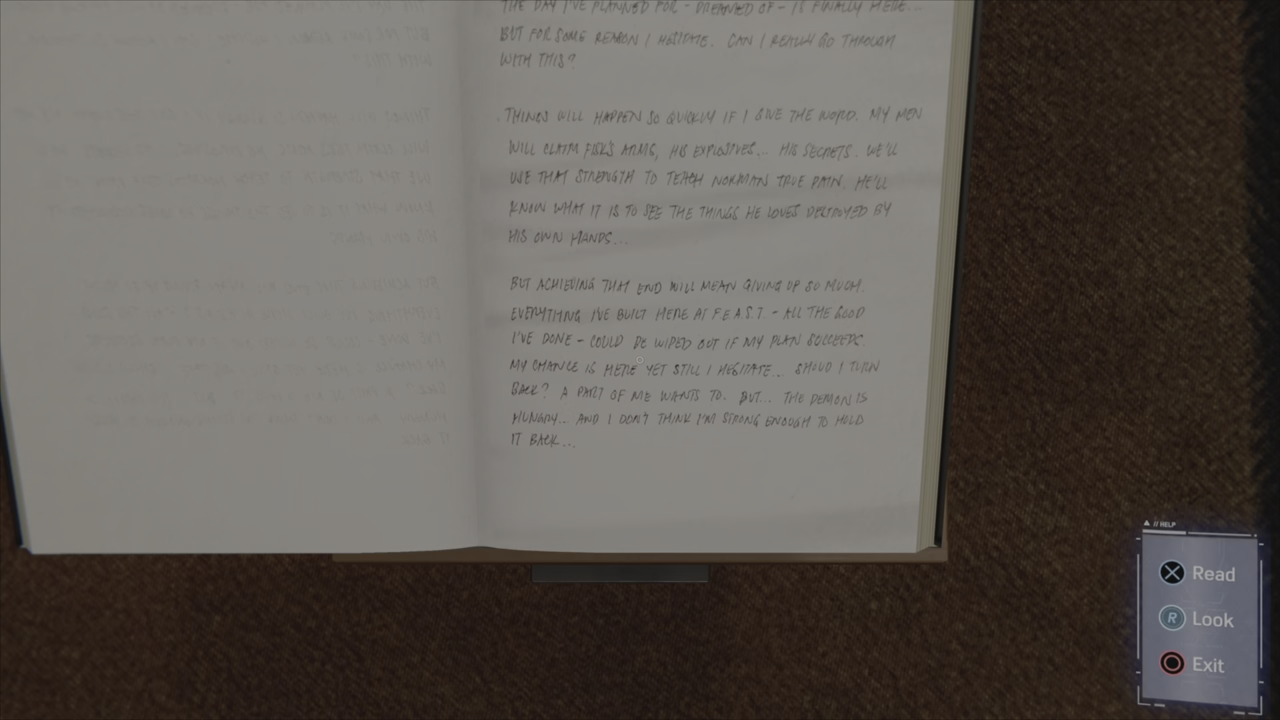 THE DAY I'VE PLANNED FOR - DREAMED OF - IS FINALLY HERE...
BUT FOR SOME REASON I HESITATE. CAN I REALLY GO THROUGH
WITH THIS?
THINGS WILL HAPPEN SO QUICKLY IF I GIVE THE WORD. MY MEN
WILL CLAIM FISK'S ARMS, HIS EXPLOSIVES... HIS SECRETS. WE'LL
USE THAT STRENGTH TO TEACH NORMAN TRUE PAIN. HE'LL
KNOW WHAT IT IS TO SEE THE THINGS HE LOVES DESTROYED BY
HIS OWN HANDS...
BUT ACHIEVING THAT END WILL MEAN GIVING UP SO MUCH.
EVERYTHING I'VE BUILT HERE AT F.E.A.S.T. - ALL THE GOOD
I'VE DONE - COULD BE WIPED OUT IF MY PLAN SUCCEEDS.
MY CHANCE IS HERE YET STILL I HESITATE... SHOULD I TURN
BACK? A PART OF ME WANTS TO. BUT... THE DEMON IS
HUNGRY... AND I DON'T THINK I'M STRONG ENOUGH TO HOLD
IT BACK...
// HELP
Read
R Look
Exit